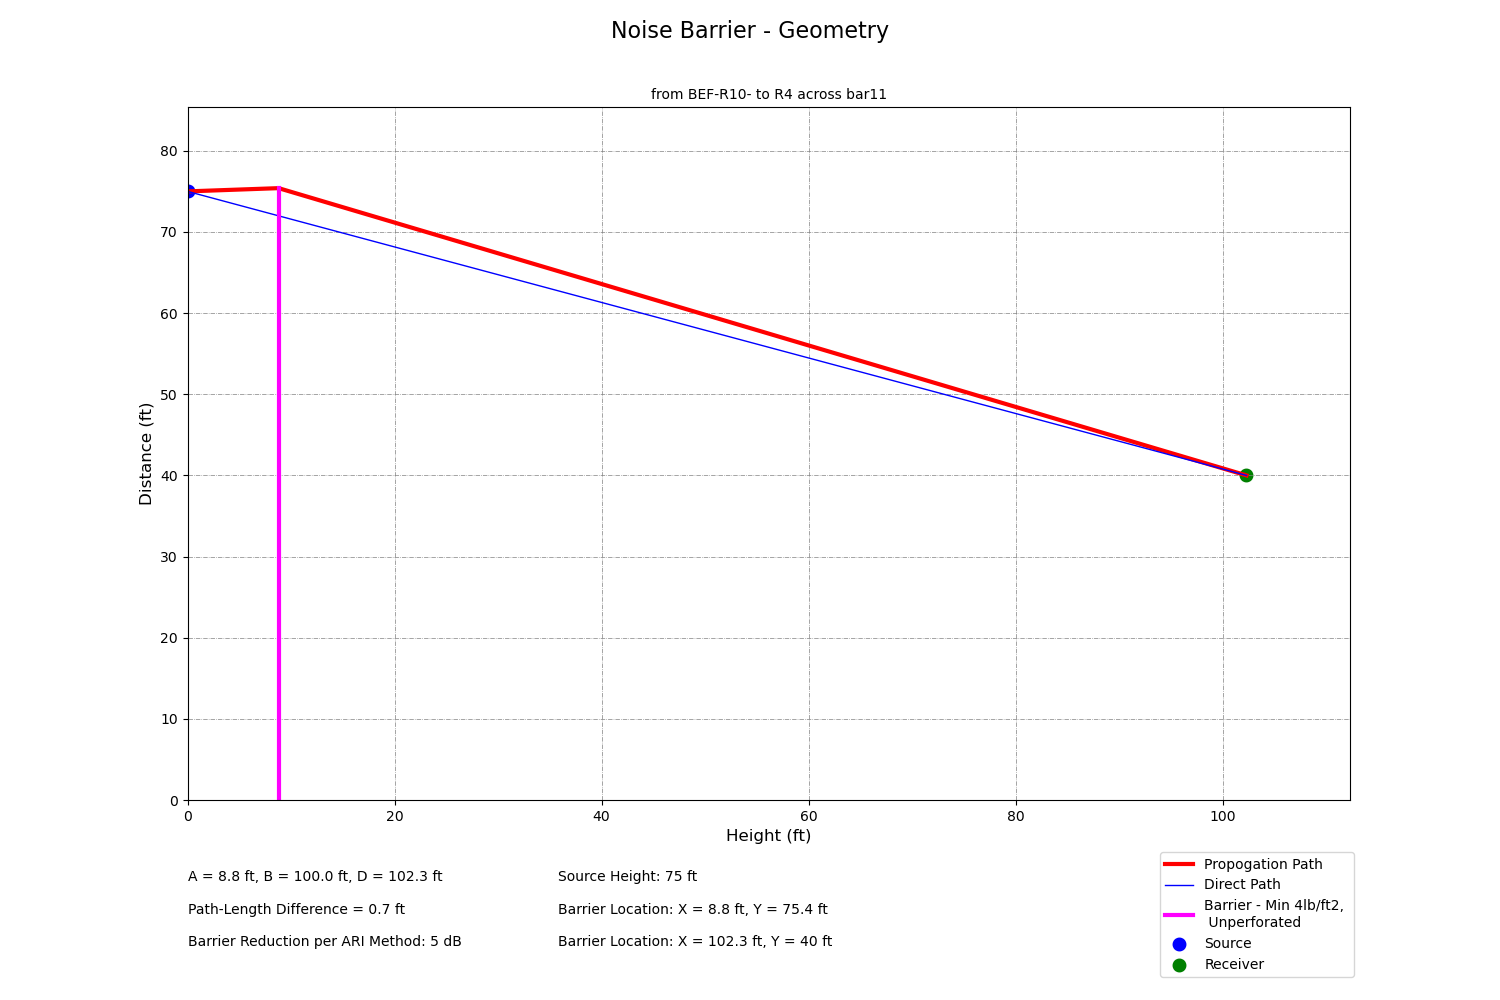 Noise Barrier - Geometry
from BEF-R10- to R4 across bar11
80
70
60
50
40
30
20
10
0
Distance (ft)
0 20 40 60 80 100
Height (ft)
A = 8.8 ft, B = 100.0 ft, D = 102.3 ft
Path-Length Difference = 0.7 ft
Barrier Reduction per ARI Method: 5 dB
Source Height: 75 ft
Barrier Location: X = 8.8 ft, Y = 75.4 ft
Barrier Location: X = 102.3 ft, Y = 40 ft
Propogation Path
Direct Path
Barrier - Min 4lb/ft2,
Unperforated
Source
Receiver